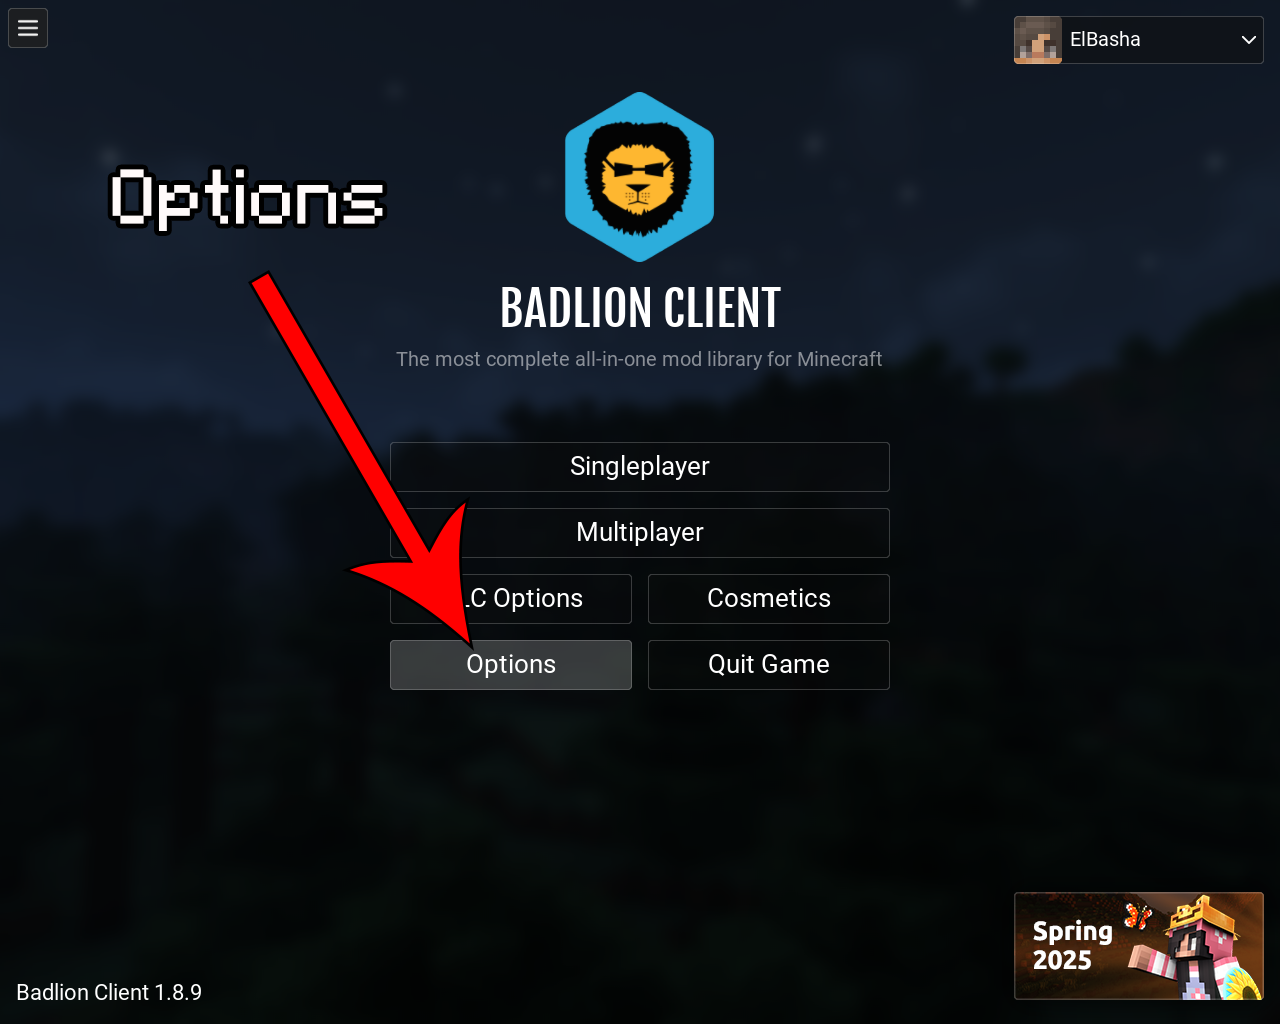 ElBasha
Options
BADLION CLIENT
The most complete all-in-one mod library for Minecraft
Singleplayer
Multiplayer
LC Options
Cosmetics
Options
Quit Game
Spring
2025
Badlion Client 1.8.9